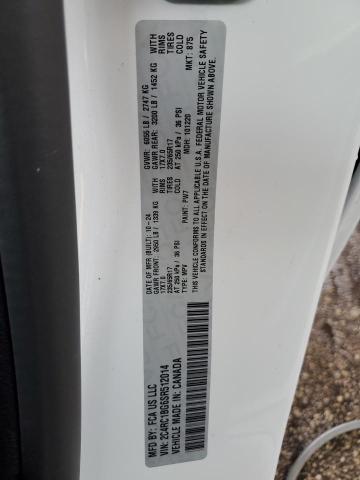 MFD BY: FCA US LLC
DATE OF MFR (BUILT): 10-24
GVWR: 6055 LB / 2747 KG
GAWR FRONT: 2950 LB / 1339 KG
GAWR REAR: 3200 LB / 1452 KG
WITH
17X7.0
17X7.0
RIMS
235/65R17
235/65R17
TIRES
AT 250 kPa / 36 PSI
AT 250 kPa / 36 PSI
COLD
VIN: 2C4RC1BG6SR512014
TYPE: MPV
PAINT: PW7
MDH: 101220
MKT: 875
VEHICLE MADE IN: CANADA
THIS VEHICLE CONFORMS TO ALL APPLICABLE U.S.A. FEDERAL MOTOR VEHICLE SAFETY
STANDARDS IN EFFECT ON THE DATE OF MANUFACTURE SHOWN ABOVE.